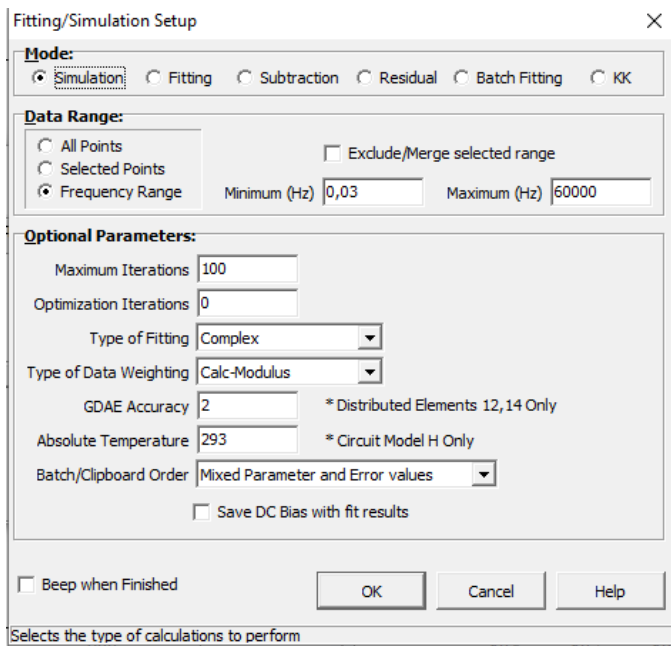 Fitting/Simulation Setup
Mode:
Simulation Fitting Subtraction Residual Batch Fitting KK
Data Range:
All Points
Exclude/Merge selected range
Selected Points
Frequency Range Minimum (Hz) 0,03 Maximum (Hz) 60000
Optional Parameters:
Maximum Iterations 100
Optimization Iterations 0
Type of Fitting Complex
Type of Data Weighting Calc-Modulus
GDAE Accuracy 2 * Distributed Elements 12,14 Only
Absolute Temperature 293 * Circuit Model H Only
Batch/Clipboard Order Mixed Parameter and Error values
Save DC Bias with fit results
Beep when Finished OK Cancel Help
Selects the type of calculations to perform